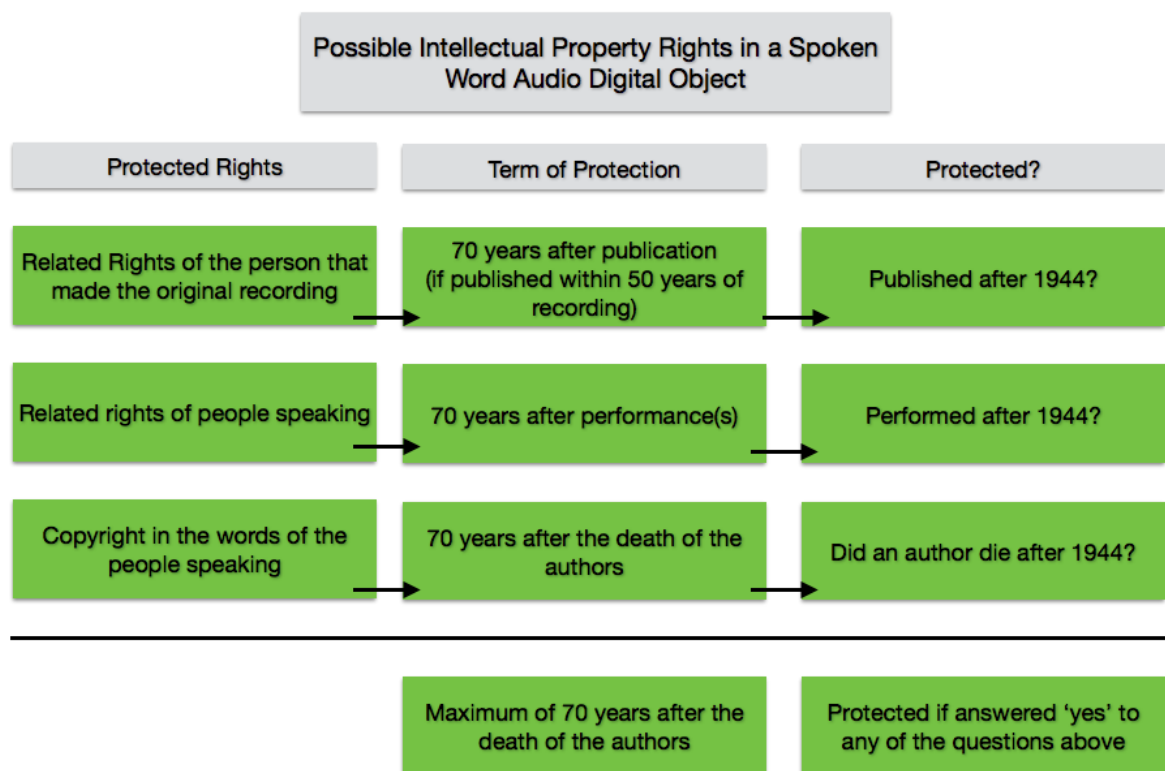 Possible Intellectual Property Rights in a Spoken
Word Audio Digital Object
Protected Rights
Term of Protection
Protected?
Related Rights of the person that
made the original recording
70 years after publication
(if published within 50 years of
recording)
Published after 1944?
Related rights of people speaking
70 years after performance(s)
Performed after 1944?
Copyright in the words of the
people speaking
70 years after the death of the
authors
Did an author die after 1944?
Maximum of 70 years after the
death of the authors
Protected if answered ‘yes’ to
any of the questions above